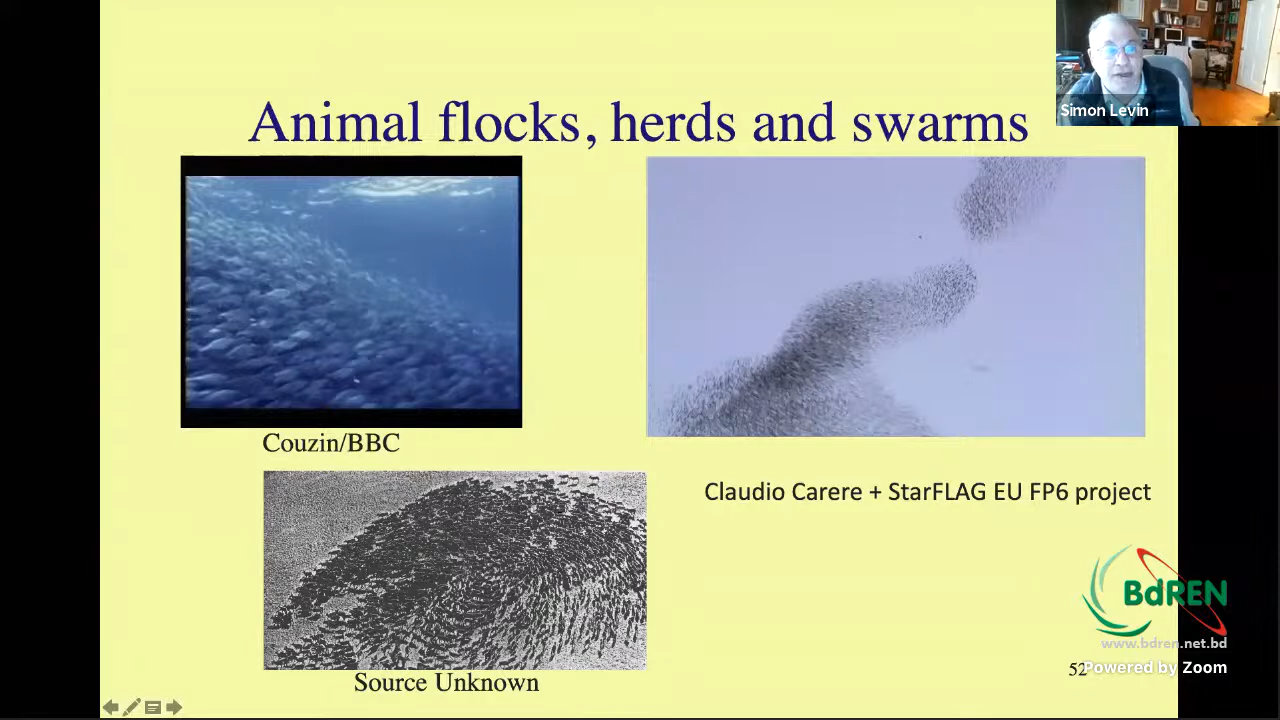 Simon Levin
Animal flocks, herds and swarms
Couzin/BBC
Claudio Carere + StarFLAG EU FP6 project
BdREN
www.bdren.net.bd
52
Powered by Zoom
Source Unknown